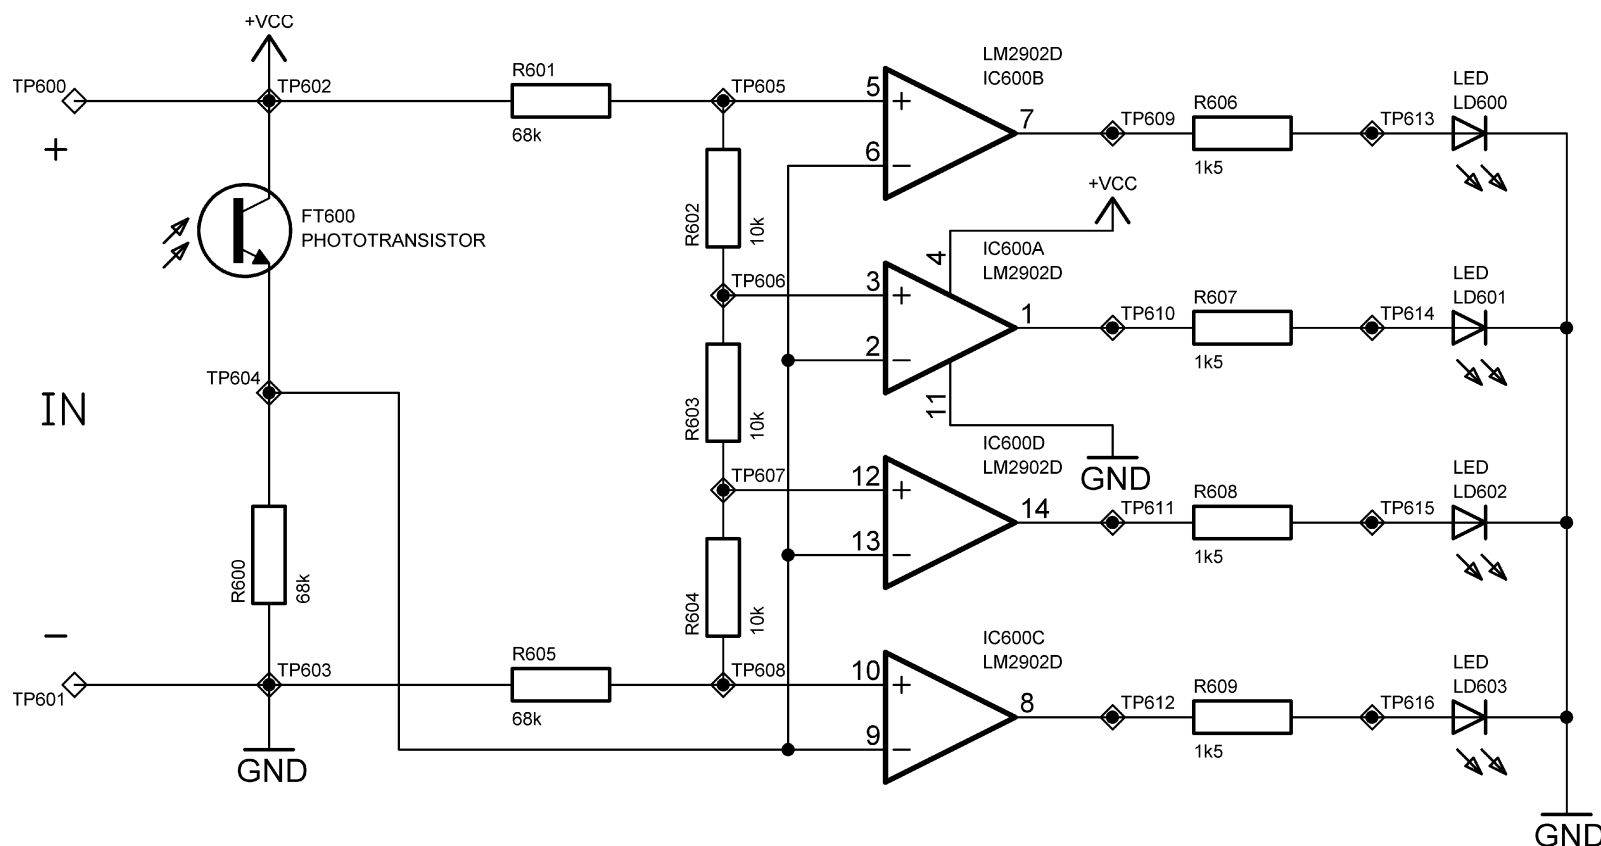 +VCC
TP600
TP602
R601
68k
TP605
5
+
6
−
LM2902D
IC600B
7
TP609
R606
1k5
TP613
LED
LD600
+
FT600
PHOTOTRANSISTOR
R602
10k
+VCC
4
IC600A
LM2902D
TP606
3
+
2
−
1
TP610
R607
1k5
TP614
LED
LD601
11
GND
TP604
IN
R603
10k
IC600D
LM2902D
TP607
12
+
13
−
14
TP611
R608
1k5
TP615
LED
LD602
R600
68k
R604
10k
−
TP601
TP603
R605
68k
TP608
10
+
9
−
IC600C
LM2902D
8
TP612
R609
1k5
TP616
LED
LD603
GND
GND